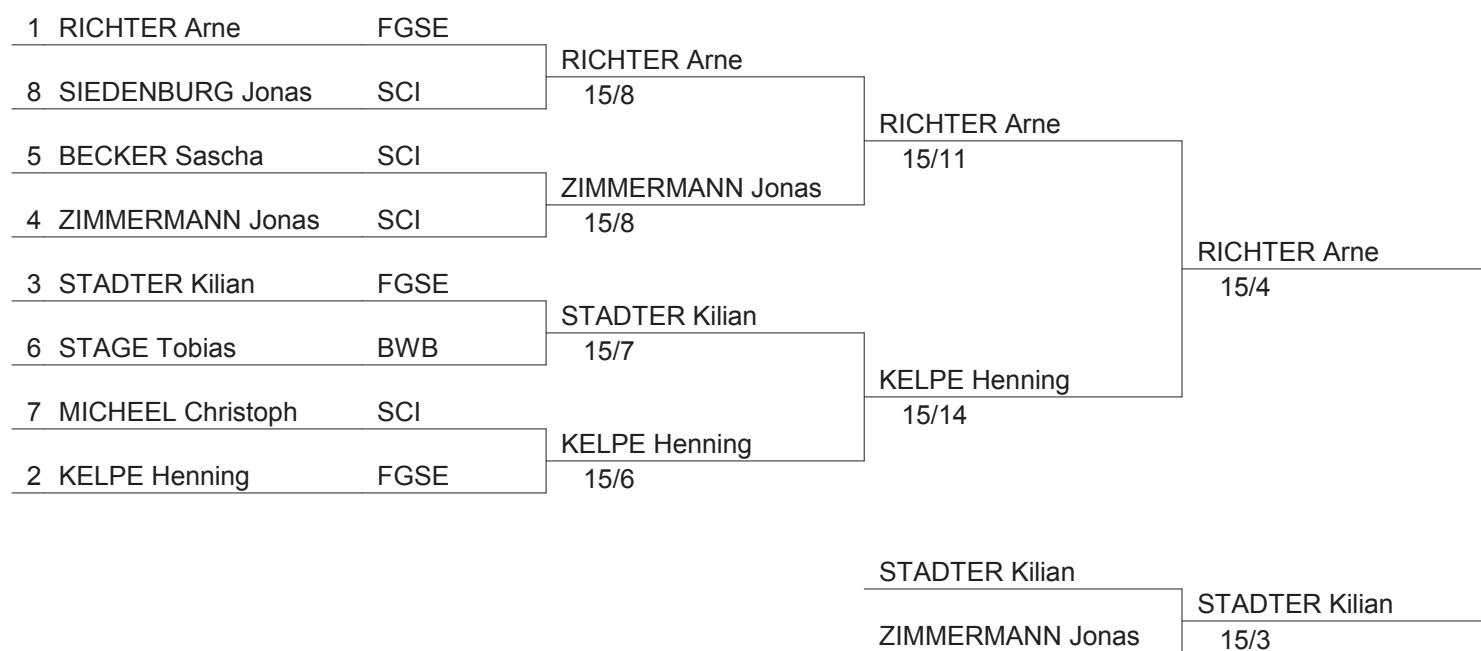 1 RICHTER Arne FGSE
8 SIEDENBURG Jonas SCI
5 BECKER Sascha SCI
4 ZIMMERMANN Jonas SCI
3 STADTER Kilian FGSE
6 STAGE Tobias BWB
7 MICHEEL Christoph SCI
2 KELPE Henning FGSE
RICHTER Arne
15/8
ZIMMERMANN Jonas
15/8
STADTER Kilian
15/7
KELPE Henning
15/6
RICHTER Arne
15/11
KELPE Henning
15/14
RICHTER Arne
15/4
STADTER Kilian
ZIMMERMANN Jonas
STADTER Kilian
15/3